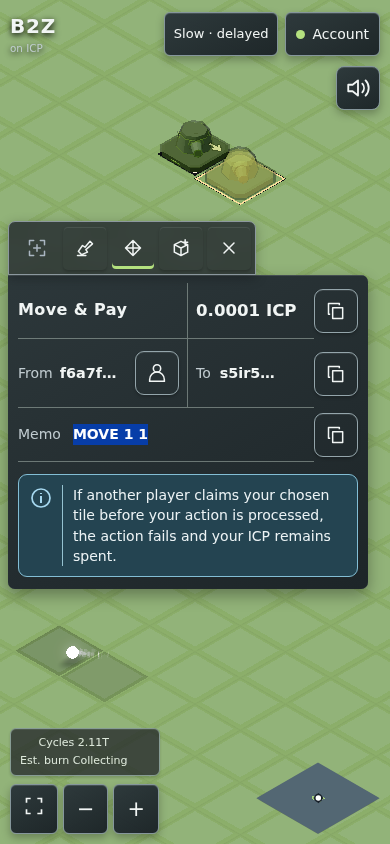 B2Z
on ICP
Slow · delayed
Account
Move & Pay
0.0001 ICP
From f6a7f...
To s5ir5...
Memo MOVE 1 1
If another player claims your chosen
tile before your action is processed,
the action fails and your ICP remains
spent.
Cycles 2.11T
Est. burn Collecting